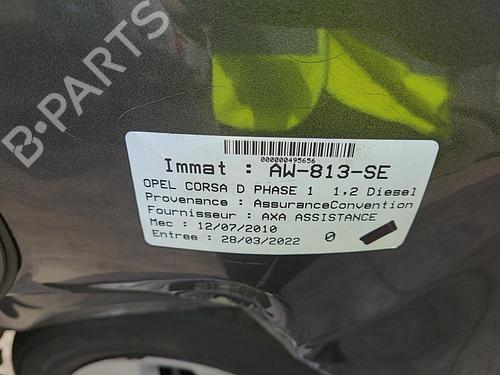 B-PARTS
000000495656
Immat : AW-813-SE
OPEL CORSA D PHASE 1 1.2 Diesel
Provenance : AssuranceConvention
Fournisseur : AXA ASSISTANCE
Mec : 12/07/2010
Entree : 28/03/2022 0